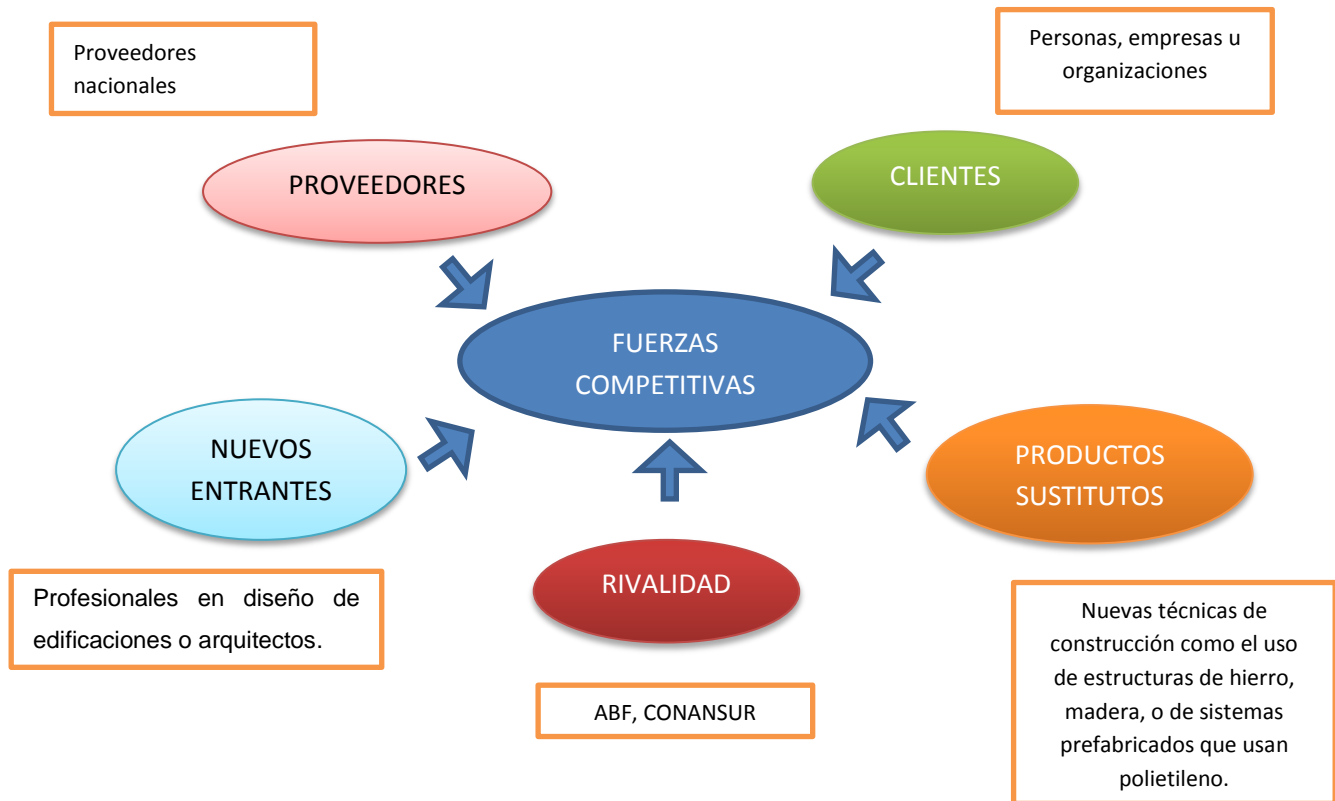 Proveedores
nacionales
Personas, empresas u
organizaciones
PROVEEDORES
CLIENTES
FUERZAS
COMPETITIVAS
NUEVOS
ENTRANTES
PRODUCTOS
SUSTITUTOS
RIVALIDAD
Profesionales en diseño de
edificaciones o arquitectos.
ABF, CONANSUR
Nuevas técnicas de
construcción como el uso
de estructuras de hierro,
madera, o de sistemas
prefabricados que usan
polietileno.